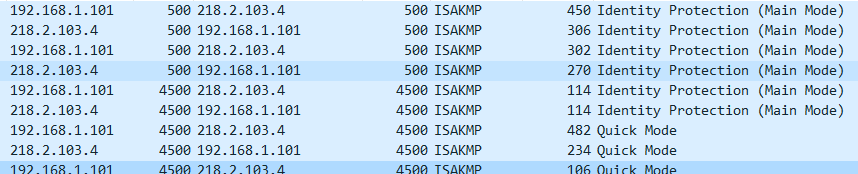 192.168.1.101 500 218.2.103.4 500 ISAKMP 450 Identity Protection (Main Mode)
218.2.103.4 500 192.168.1.101 500 ISAKMP 306 Identity Protection (Main Mode)
192.168.1.101 500 218.2.103.4 500 ISAKMP 302 Identity Protection (Main Mode)
218.2.103.4 500 192.168.1.101 500 ISAKMP 270 Identity Protection (Main Mode)
192.168.1.101 4500 218.2.103.4 4500 ISAKMP 114 Identity Protection (Main Mode)
218.2.103.4 4500 192.168.1.101 4500 ISAKMP 114 Identity Protection (Main Mode)
192.168.1.101 4500 218.2.103.4 4500 ISAKMP 482 Quick Mode
218.2.103.4 4500 192.168.1.101 4500 ISAKMP 234 Quick Mode
192.168.1.101 4500 218.2.103.4 4500 ISAKMP 106 Quick Mode